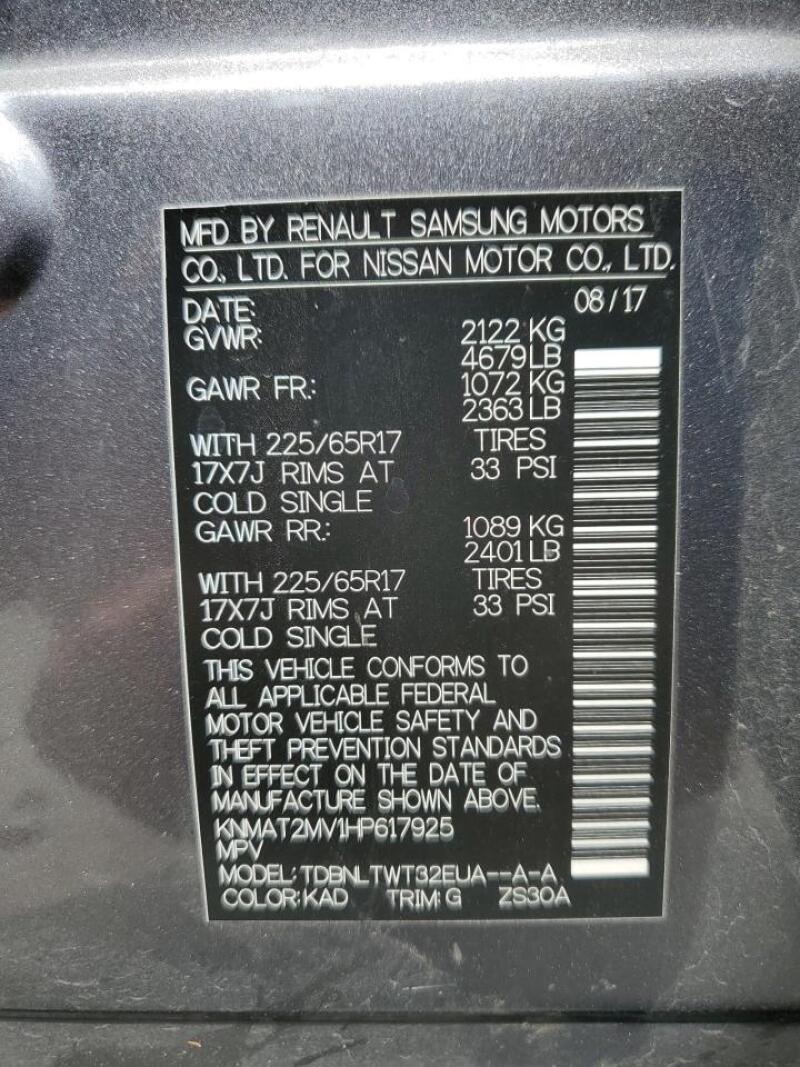 MFD BY RENAULT SAMSUNG MOTORS
CO., LTD. FOR NISSAN MOTOR CO., LTD.
DATE: 08/17
GVWR: 2122 KG
4679 LB
GAWR FR.: 1072 KG
2363 LB
WITH 225/65R17 TIRES
17X7J RIMS AT 33 PSI
COLD SINGLE
GAWR RR.: 1089 KG
2401 LB
WITH 225/65R17 TIRES
17X7J RIMS AT 33 PSI
COLD SINGLE
THIS VEHICLE CONFORMS TO
ALL APPLICABLE FEDERAL
MOTOR VEHICLE SAFETY AND
THEFT PREVENTION STANDARDS
IN EFFECT ON THE DATE OF
MANUFACTURE SHOWN ABOVE.
KNMAT2MV1HP617925
MPV
MODEL: TDBNLTWT32EUA--A-A
COLOR: KAD TRIM: G ZS30A